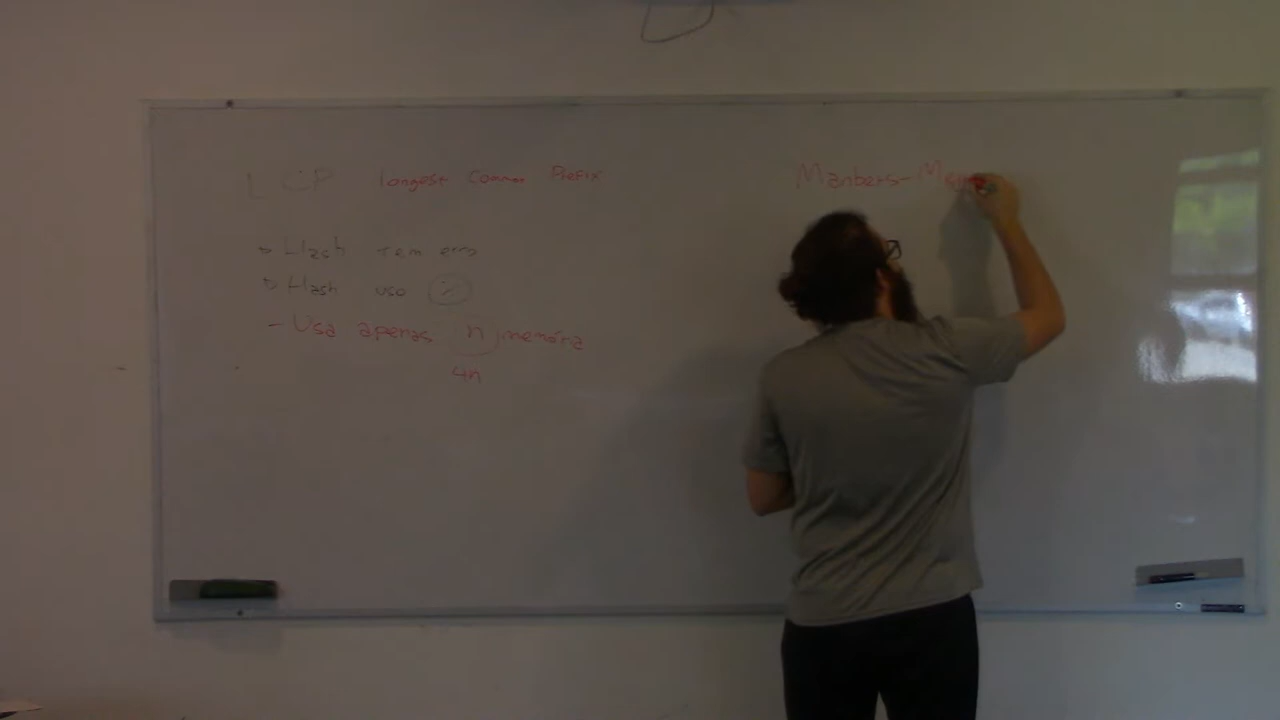 LCP longest Common Prefix
Hash tem erro
Hash uso
- Usa apenas n memória
4n
Manbers-M